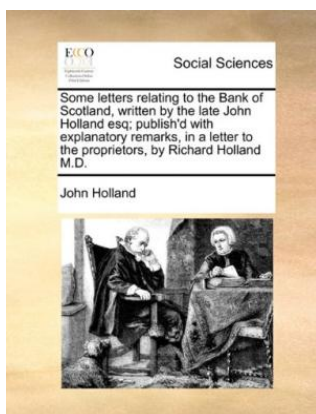 ECCO
Social Sciences
Some letters relating to the Bank of
Scotland, written by the late John
Holland esq; publish'd with
explanatory remarks, in a letter to
the proprietors, by Richard Holland
M.D.
John Holland